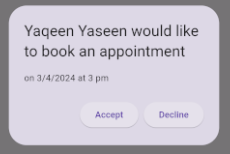 Yaqeen Yaseen would like
to book an appointment
on 3/4/2024 at 3 pm
Accept Decline